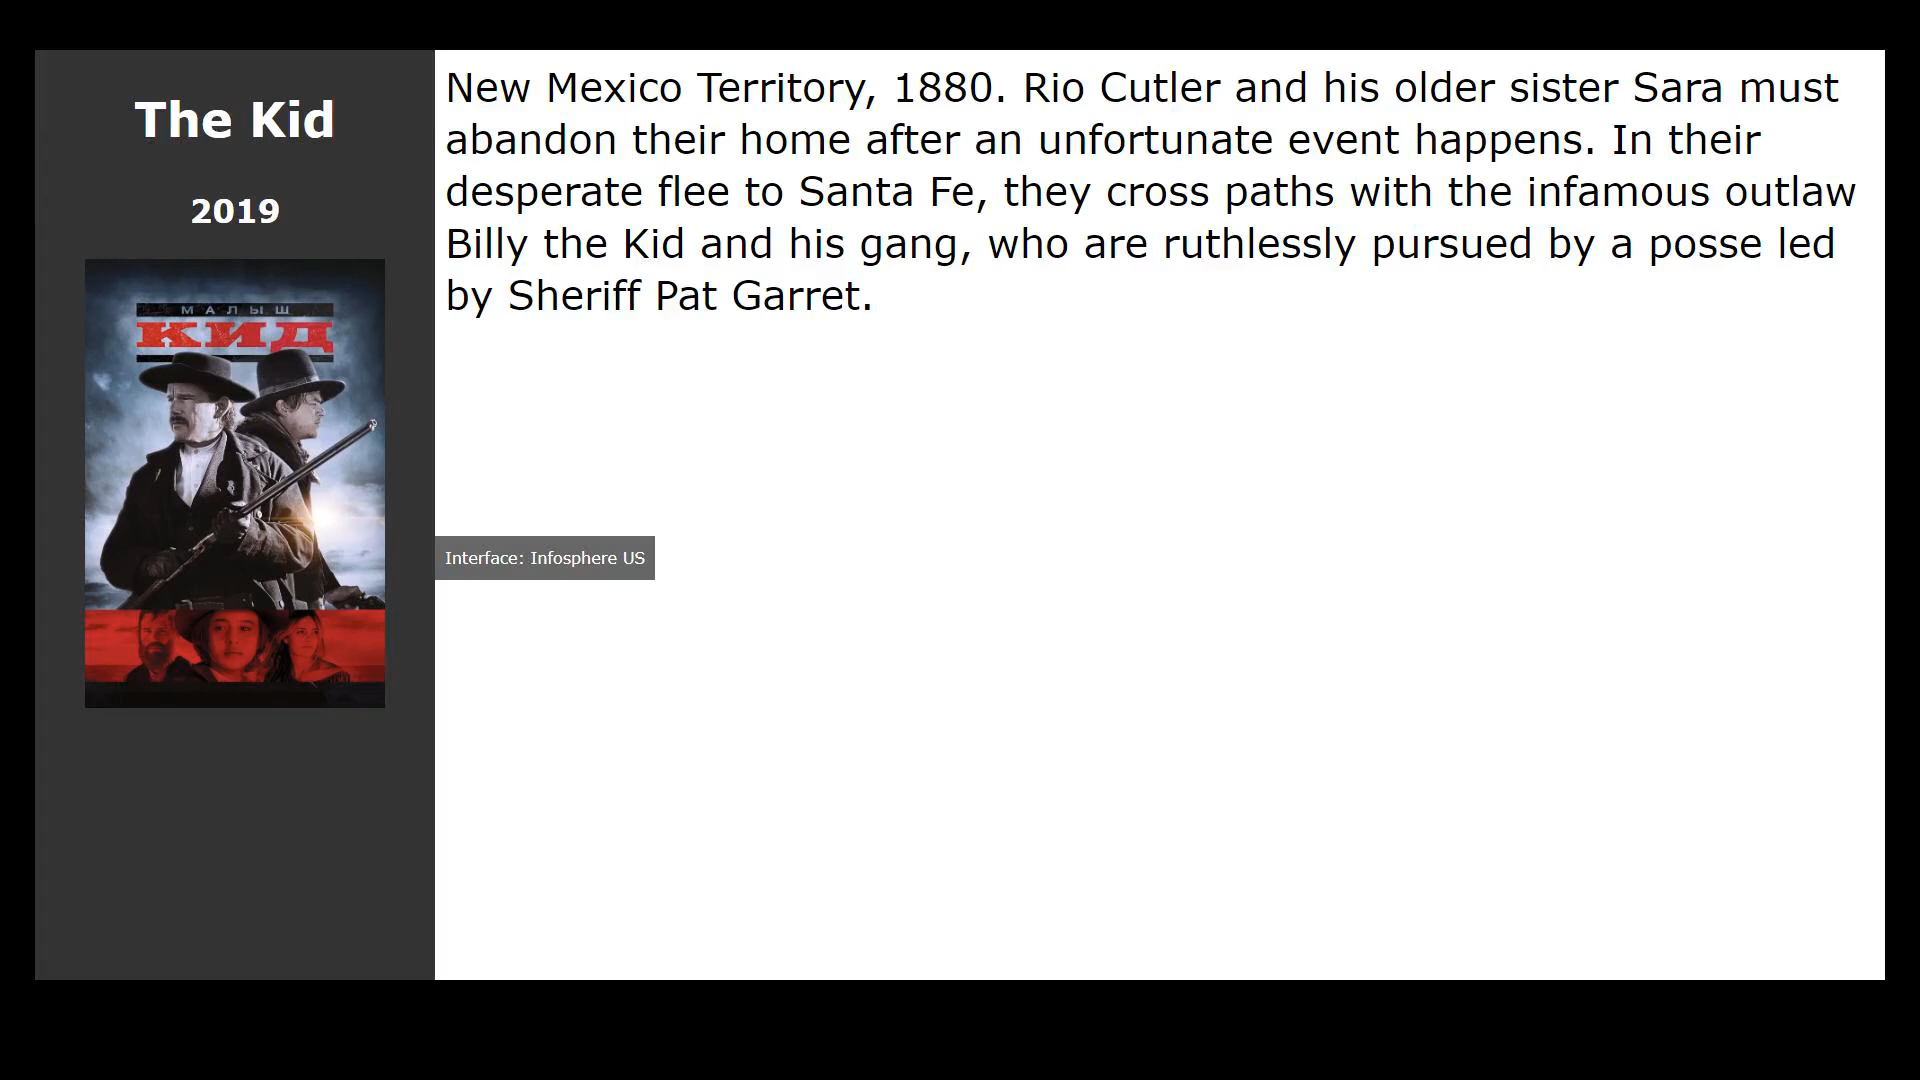 The Kid
2019
МАЛЫШ
КИД
New Mexico Territory, 1880. Rio Cutler and his older sister Sara must
abandon their home after an unfortunate event happens. In their
desperate flee to Santa Fe, they cross paths with the infamous outlaw
Billy the Kid and his gang, who are ruthlessly pursued by a posse led
by Sheriff Pat Garret.
Interface: Infosphere US